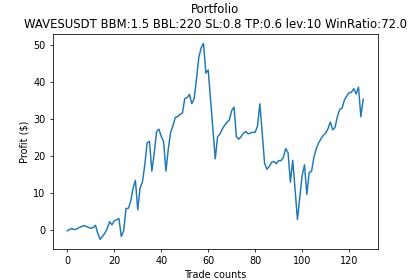 Portfolio
WAVESUSDT BBM:1.5 BBL:220 SL:0.8 TP:0.6 lev:10 WinRatio:72.0
Profit ($)
50
40
30
20
10
0
0 20 40 60 80 100 120
Trade counts